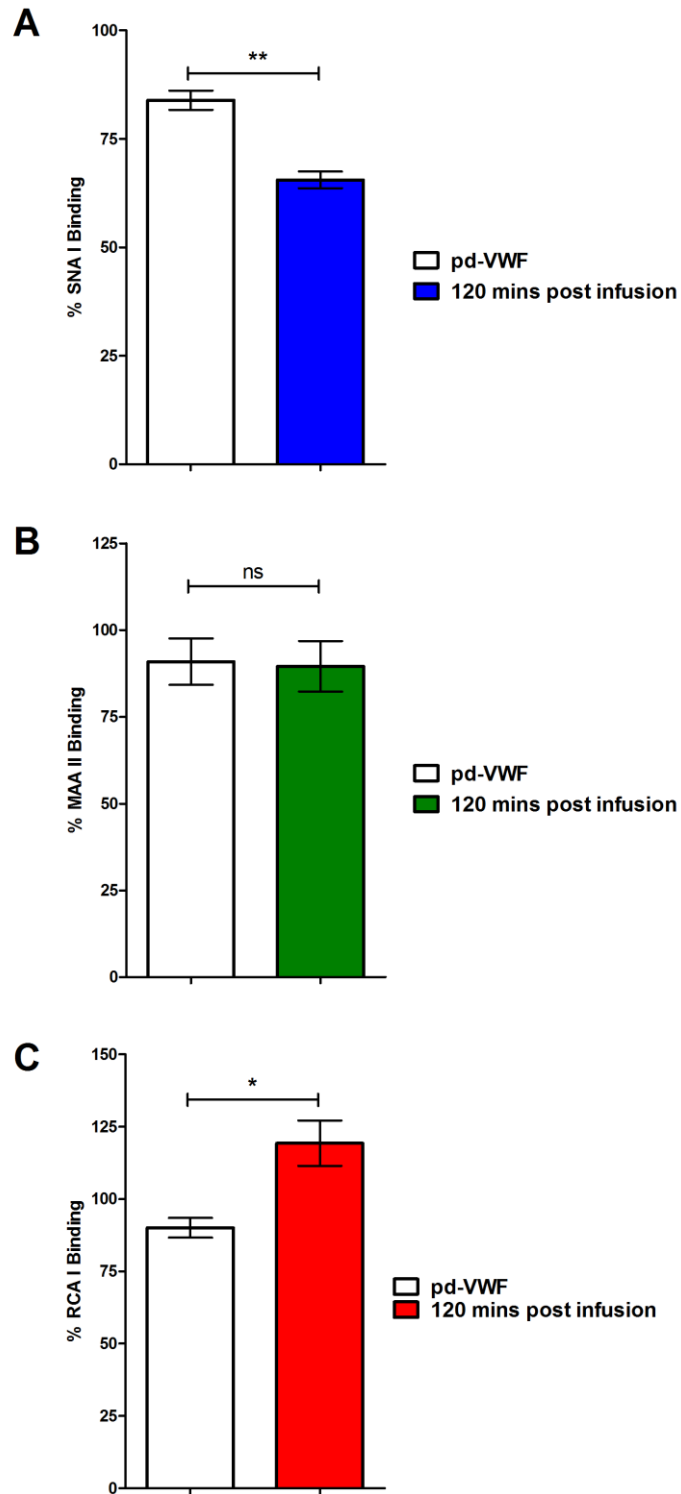 A
% SNA I Binding
100
75
50
25
0
**
pd-VWF
120 mins post infusion
B
% MAA II Binding
125
100
75
50
25
0
ns
pd-VWF
120 mins post infusion
C
% RCA I Binding
150
125
100
75
50
25
0
*
pd-VWF
120 mins post infusion